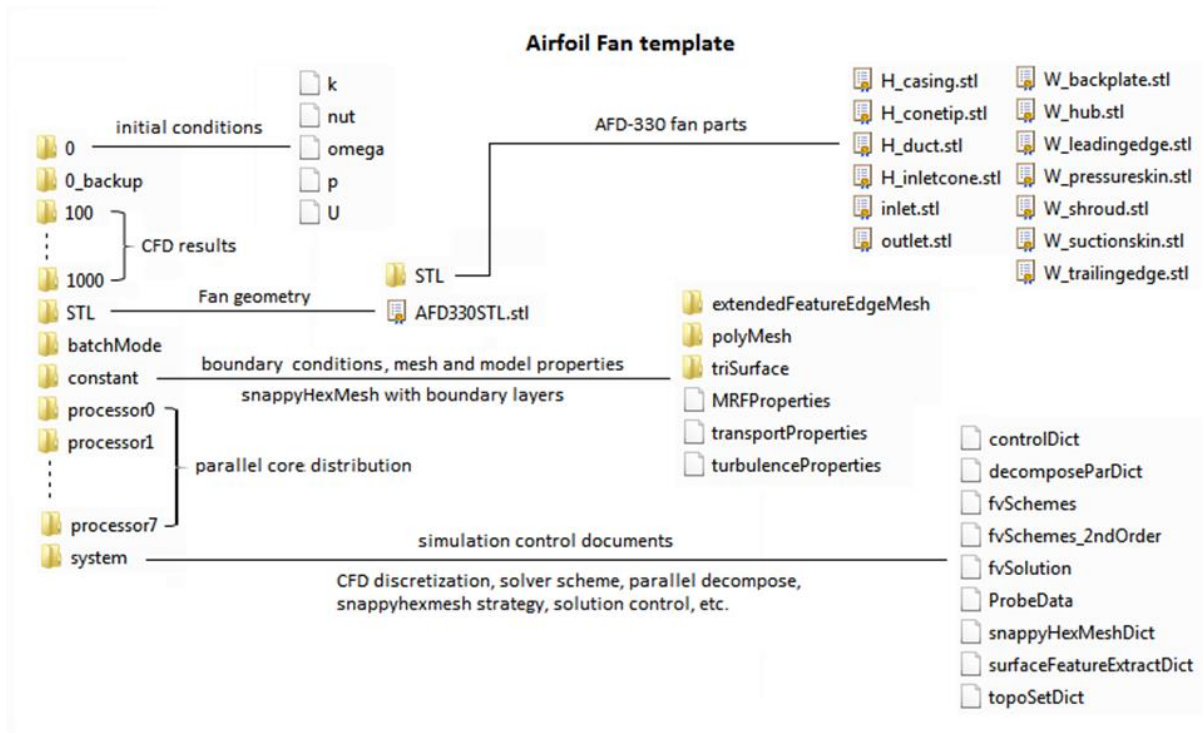 Airfoil Fan template
0
0_backup
100
1000
STL
batchMode
constant
processor0
processor1
processor7
system
initial conditions
k
nut
omega
p
U
CFD results
Fan geometry
STL
AFD330STL.stl
AFD-330 fan parts
H_casing.stl
H_conetip.stl
H_duct.stl
H_inletcone.stl
inlet.stl
outlet.stl
W_backplate.stl
W_hub.stl
W_leadingedge.stl
W_pressureskin.stl
W_shroud.stl
W_suctionskin.stl
W_trailingedge.stl
boundary conditions, mesh and model properties
snappyHexMesh with boundary layers
extendedFeatureEdgeMesh
polyMesh
triSurface
MRFProperties
transportProperties
turbulenceProperties
parallel core distribution
simulation control documents
CFD discretization, solver scheme, parallel decompose,
snappyhexmesh strategy, solution control, etc.
controlDict
decomposeParDict
fvSchemes
fvSchemes_2ndOrder
fvSolution
ProbeData
snappyHexMeshDict
surfaceFeatureExtractDict
topoSetDict